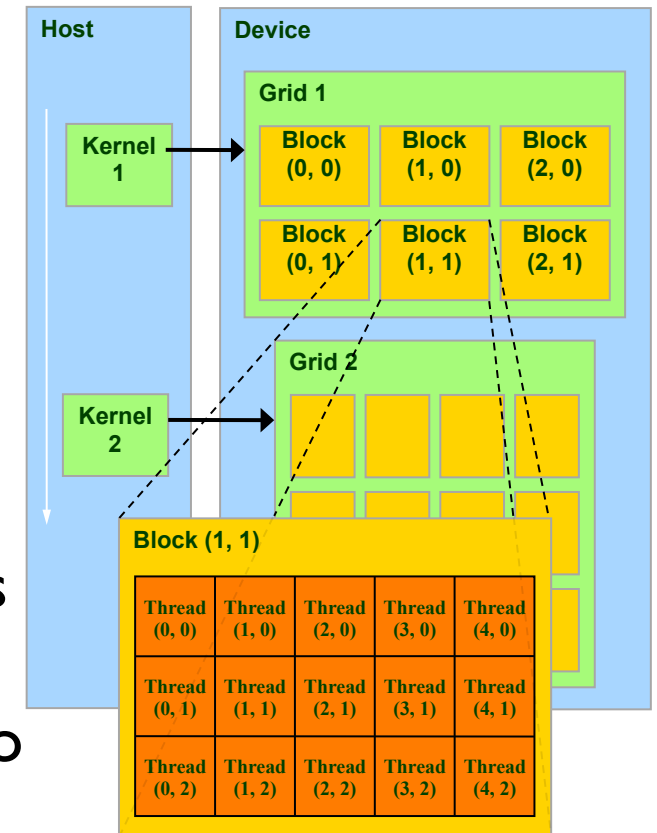 Host
Device
Grid 1
Kernel
1
Block
(0, 0)
Block
(1, 0)
Block
(2, 0)
Block
(0, 1)
Block
(1, 1)
Block
(2, 1)
Grid 2
Kernel
2
Block (1, 1)
Thread
(0, 0)
Thread
(1, 0)
Thread
(2, 0)
Thread
(3, 0)
Thread
(4, 0)
Thread
(0, 1)
Thread
(1, 1)
Thread
(2, 1)
Thread
(3, 1)
Thread
(4, 1)
Thread
(0, 2)
Thread
(1, 2)
Thread
(2, 2)
Thread
(3, 2)
Thread
(4, 2)